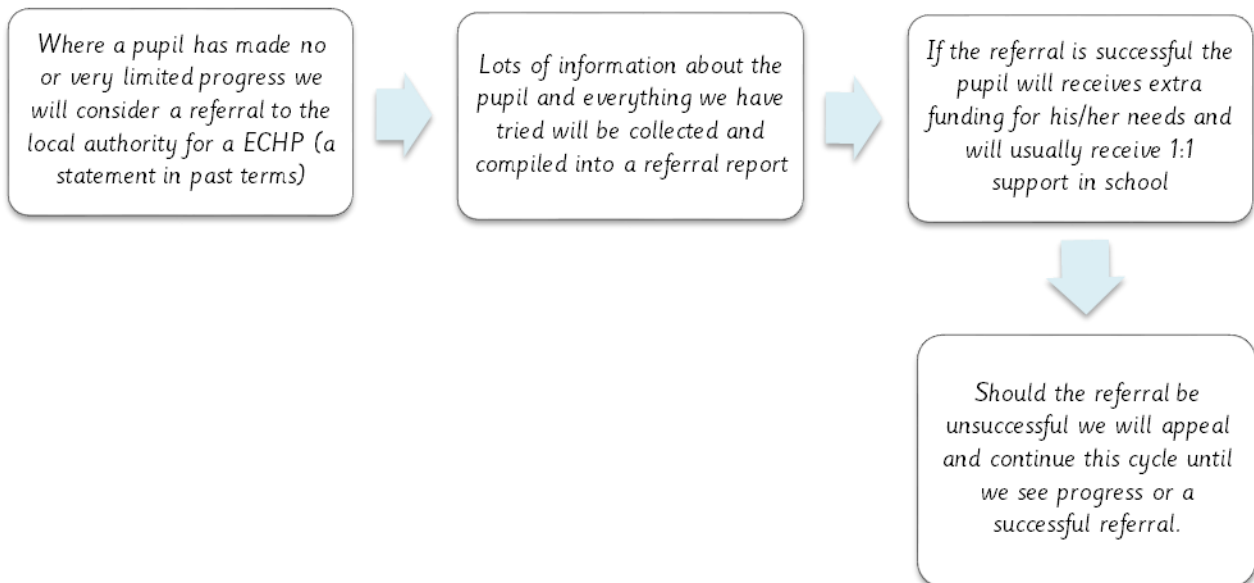 Where a pupil has made no
or very limited progress we
will consider a referral to the
local authority for a ECHP (a
statement in past terms)
Lots of information about the
pupil and everything we have
tried will be collected and
compiled into a referral report
If the referral is successful the
pupil will receives extra
funding for his/her needs and
will usually receive 1:1
support in school
Should the referral be
unsuccessful we will appeal
and continue this cycle until
we see progress or a
successful referral.